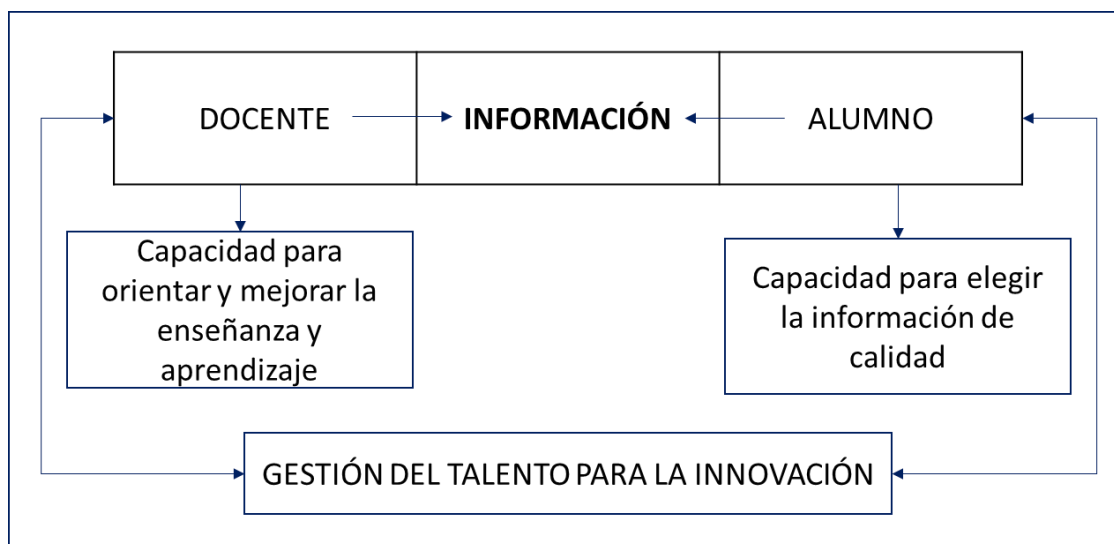 DOCENTE
INFORMACIÓN
ALUMNO
Capacidad para
orientar y mejorar la
enseñanza y
aprendizaje
Capacidad para elegir
la información de
calidad
GESTIÓN DEL TALENTO PARA LA INNOVACIÓN